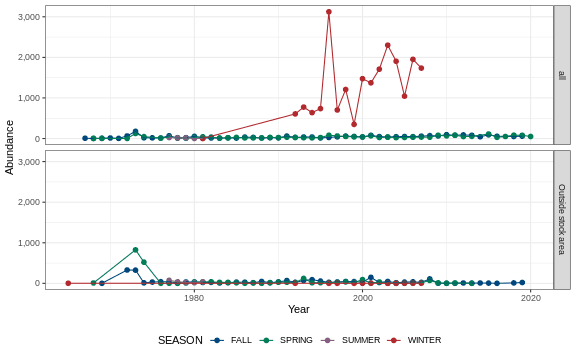 3,000
2,000
1,000
0
all
3,000
2,000
1,000
0
Outside stock area
Abundance
1980
2000
2020
Year
SEASON FALL SPRING SUMMER WINTER